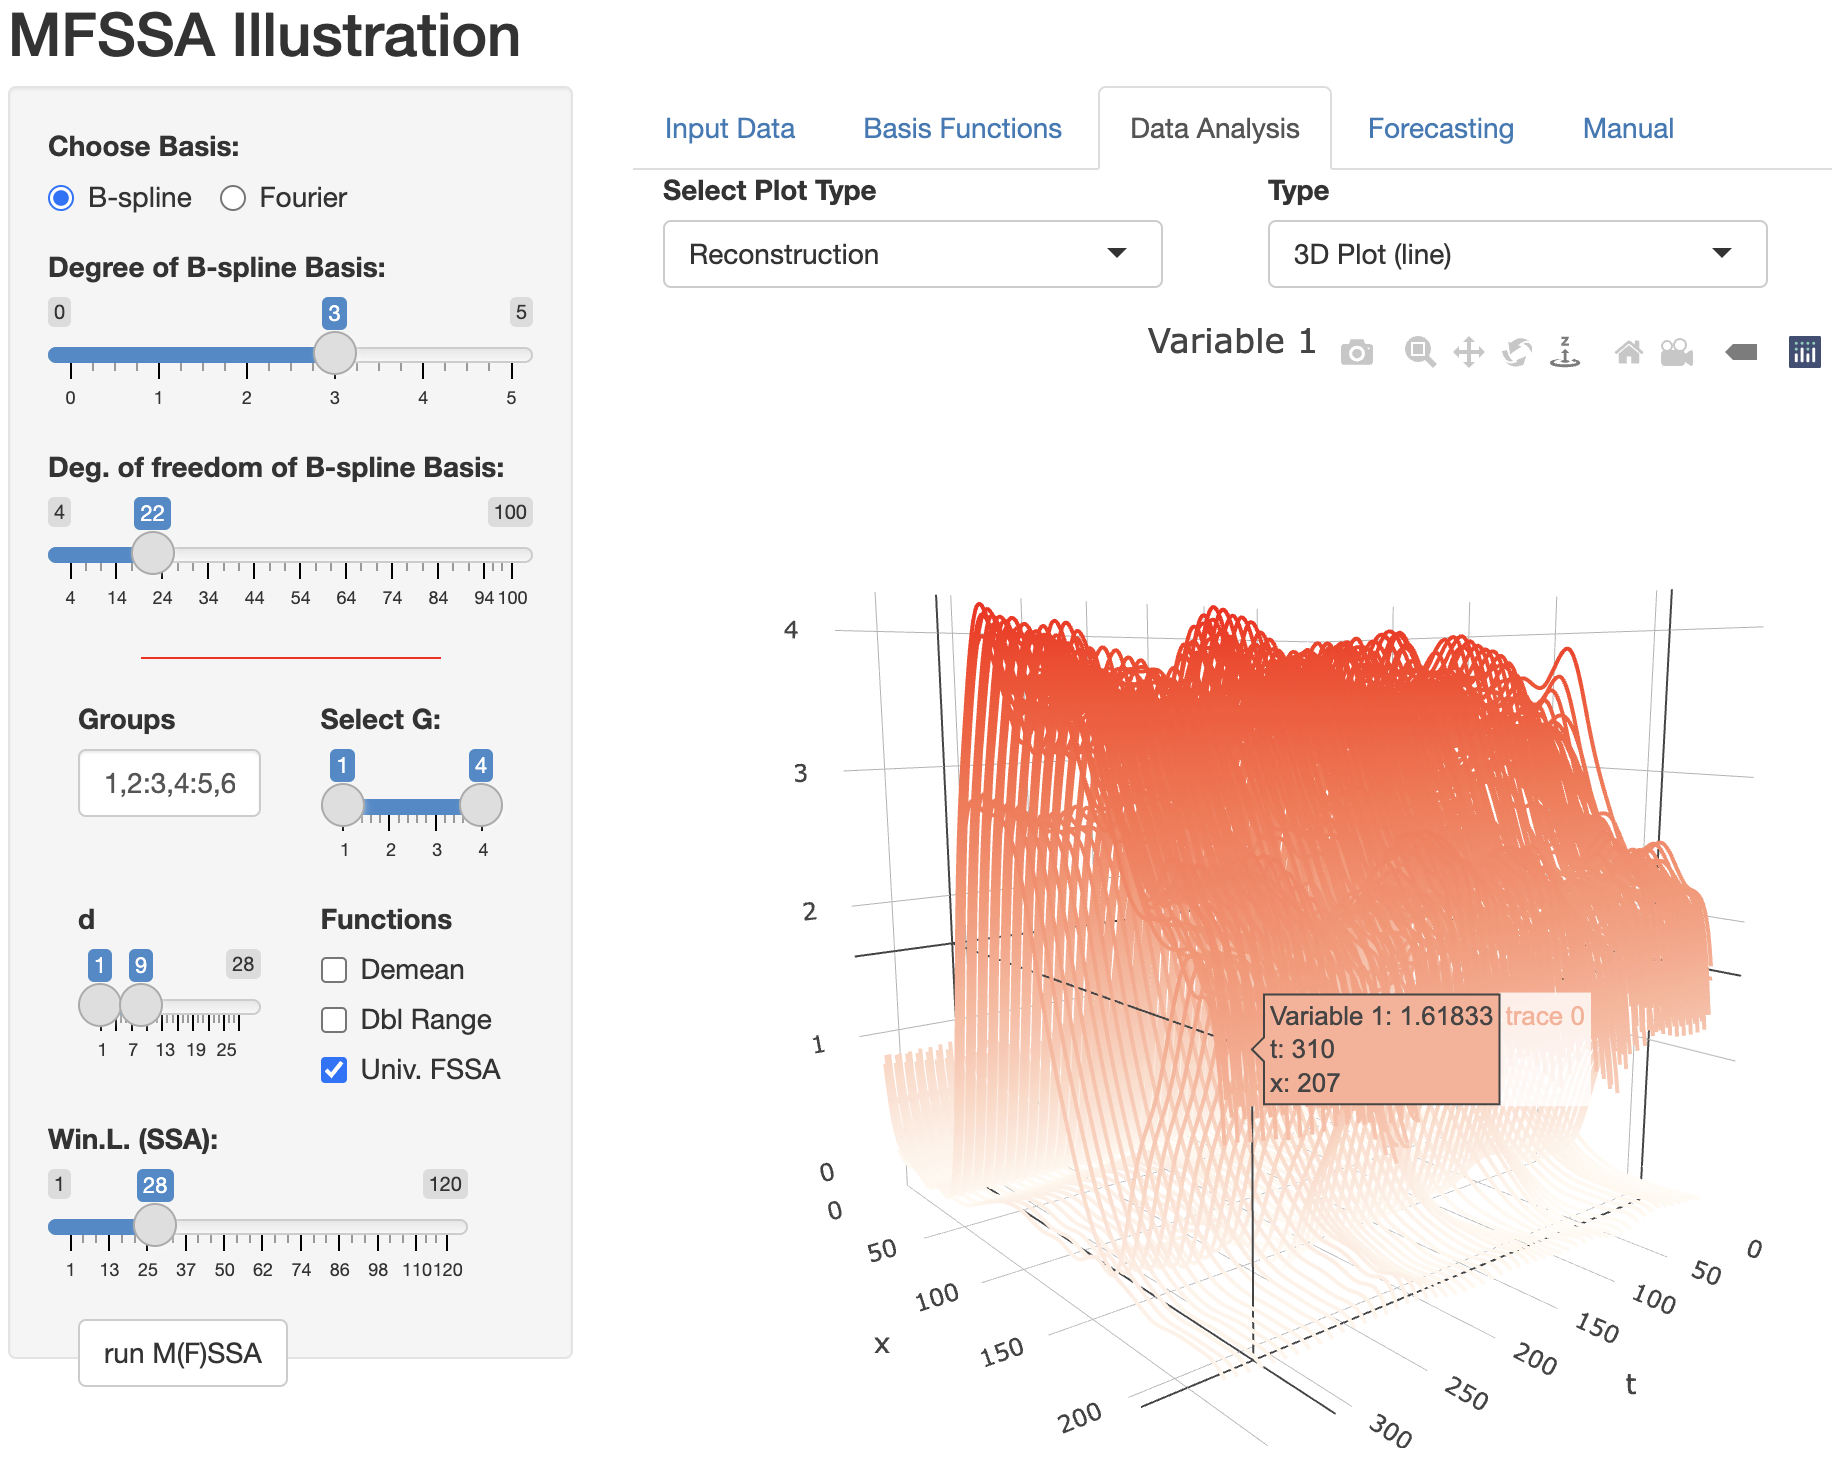 MFSSA Illustration
Choose Basis:
B-spline Fourier
Degree of B-spline Basis:
0 3 5
0 1 2 3 4 5
Deg. of freedom of B-spline Basis:
4 22 100
4 14 24 34 44 54 64 74 84 94 100
Groups
1,2:3,4:5,6
Select G:
1 4
1 2 3 4
d
1 9 28
1 7 13 19 25
Functions
Demean
Dbl Range
Univ. FSSA
Win.L. (SSA):
1 28 120
1 13 25 37 50 62 74 86 98 110 120
run M(F)SSA
Input Data Basis Functions Data Analysis Forecasting Manual
Select Plot Type
Reconstruction
Type
3D Plot (line)
Variable 1
z
4
3
2
1
0
Variable 1: 1.61833 trace 0
t: 310
x: 207
0
50
100
150
200
x
0
50
100
150
200
250
300
t